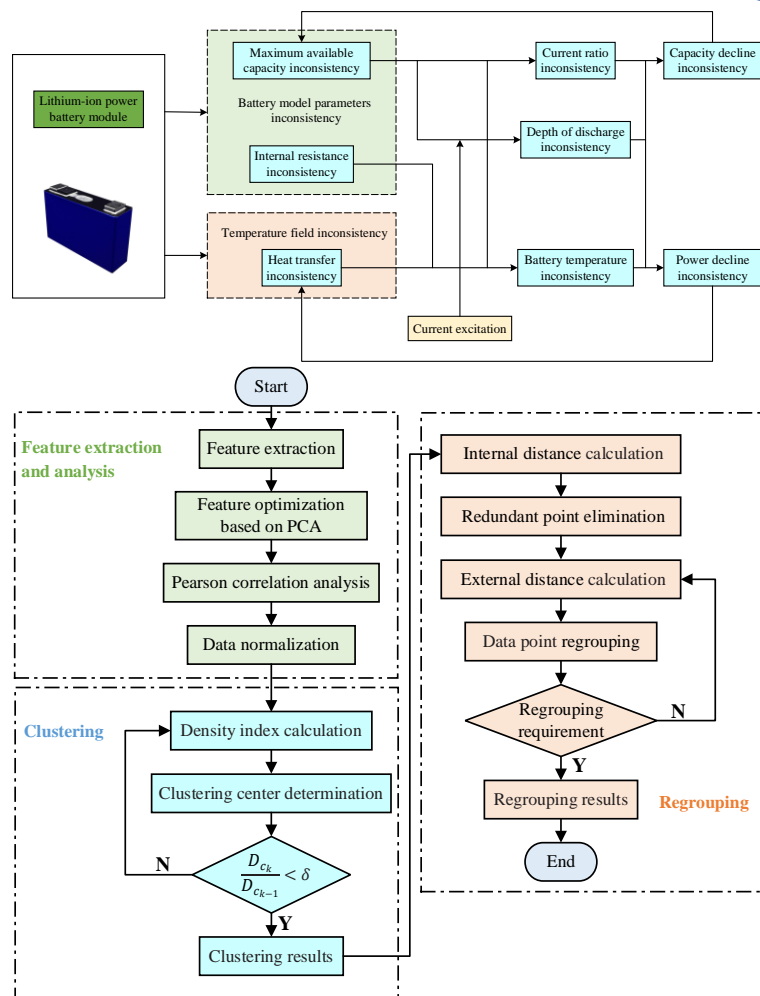 Lithium-ion power
battery module
Maximum available
capacity inconsistency
Battery model parameters
inconsistency
Internal resistance
inconsistency
Temperature field inconsistency
Heat transfer
inconsistency
Current ratio
inconsistency
Capacity decline
inconsistency
Depth of discharge
inconsistency
Battery temperature
inconsistency
Power decline
inconsistency
Current excitation
Start
Feature extraction
and analysis
Feature extraction
Feature optimization
based on PCA
Pearson correlation analysis
Data normalization
Clustering
Density index calculation
Clustering center determination
N
D_{c_k}/D_{c_{k-1}} < δ
Y
Clustering results
Internal distance calculation
Redundant point elimination
External distance calculation
Data point regrouping
Regrouping
requirement
N
Y
Regrouping results
Regrouping
End